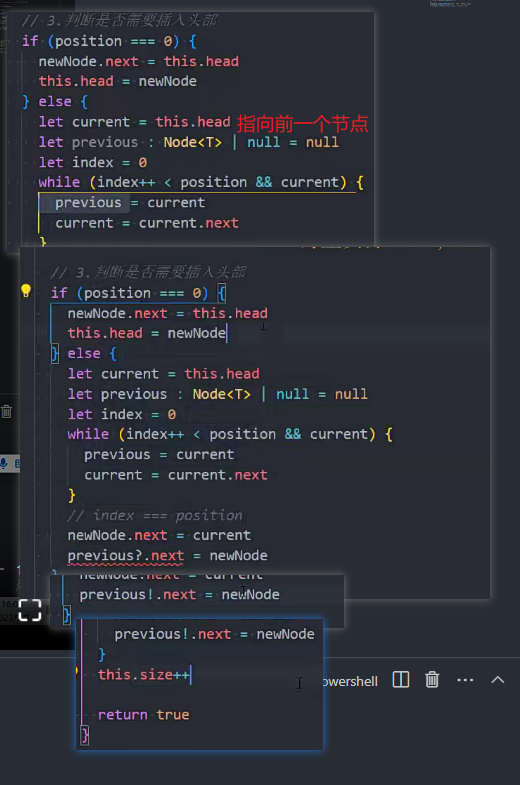 // 3.判断是否需要插入头部
if (position === 0) {
newNode.next = this.head
this.head = newNode
} else {
let current = this.head 指向前一个节点
let previous : Node<T> | null = null
let index = 0
while (index++ < position && current) {
previous = current
current = current.next
}
// 3.判断是否需要插入头部
if (position === 0) {
newNode.next = this.head
this.head = newNode
} else {
let current = this.head
let previous : Node<T> | null = null
let index = 0
while (index++ < position && current) {
previous = current
current = current.next
}
// index === position
newNode.next = current
previous?.next = newNode
newNode.next = current
previous!.next = newNode
}
previous!.next = newNode
}
this.size++
owershell
return true
}